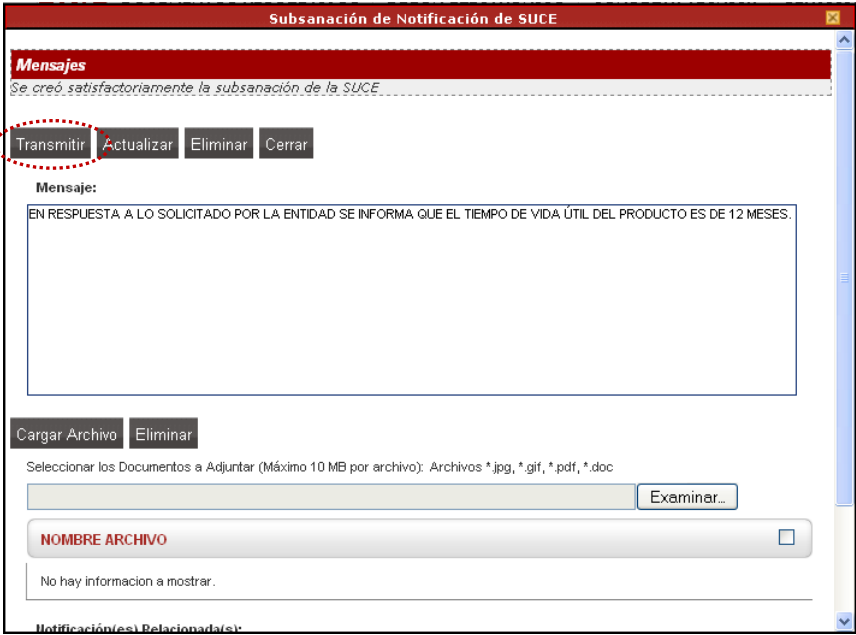 Subsanación de Notificación de SUCE
Mensajes
Se creó satisfactoriamente la subsanación de la SUCE
Transmitir Actualizar Eliminar Cerrar
Mensaje:
EN RESPUESTA A LO SOLICITADO POR LA ENTIDAD SE INFORMA QUE EL TIEMPO DE VIDA ÚTIL DEL PRODUCTO ES DE 12 MESES.
Cargar Archivo Eliminar
Seleccionar los Documentos a Adjuntar (Máximo 10 MB por archivo): Archivos *.jpg, *.gif, *.pdf, *.doc
Examinar...
NOMBRE ARCHIVO
No hay informacion a mostrar.
Notificación(es) Relacionada(s):